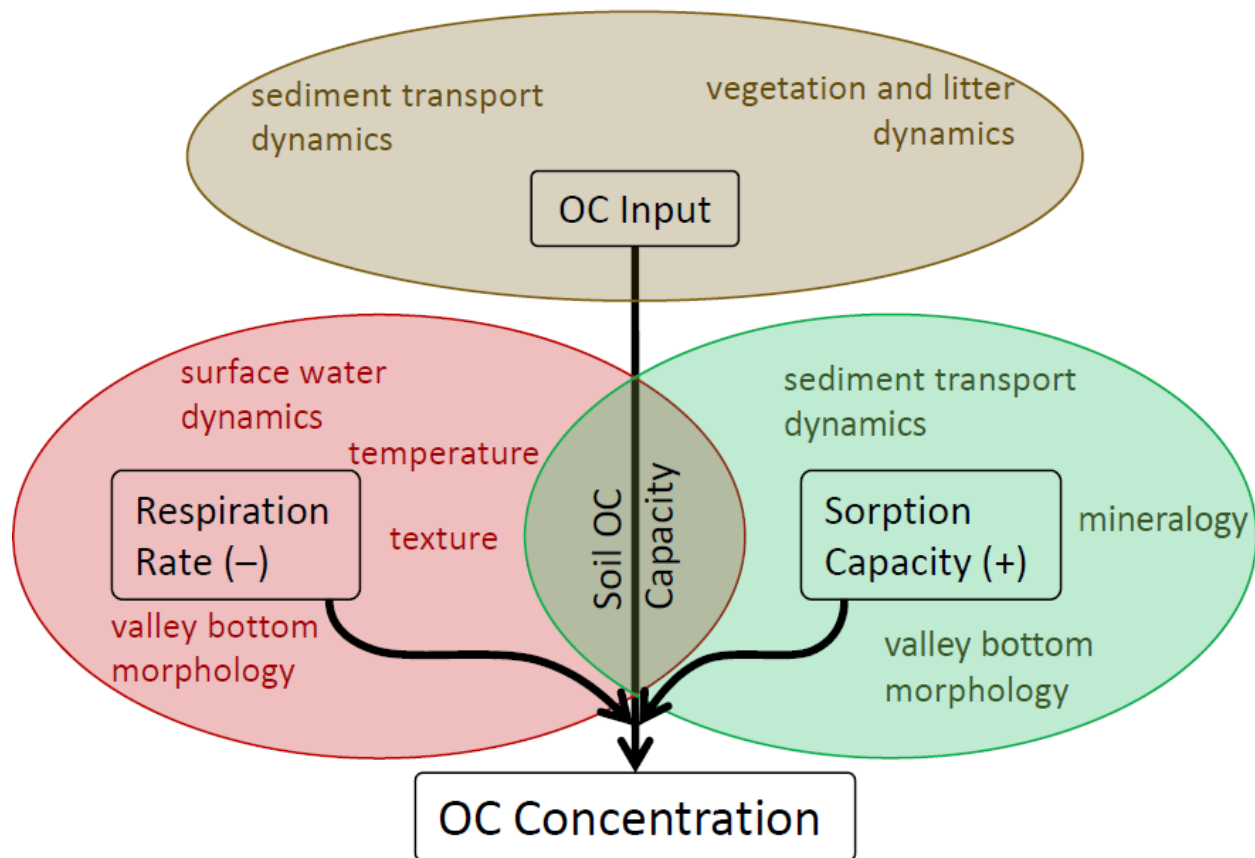 sediment transport
dynamics
vegetation and litter
dynamics
OC Input
surface water
dynamics
temperature
Respiration
Rate (–)
texture
valley bottom
morphology
Soil OC
Capacity
sediment transport
dynamics
Sorption
Capacity (+)
mineralogy
valley bottom
morphology
OC Concentration